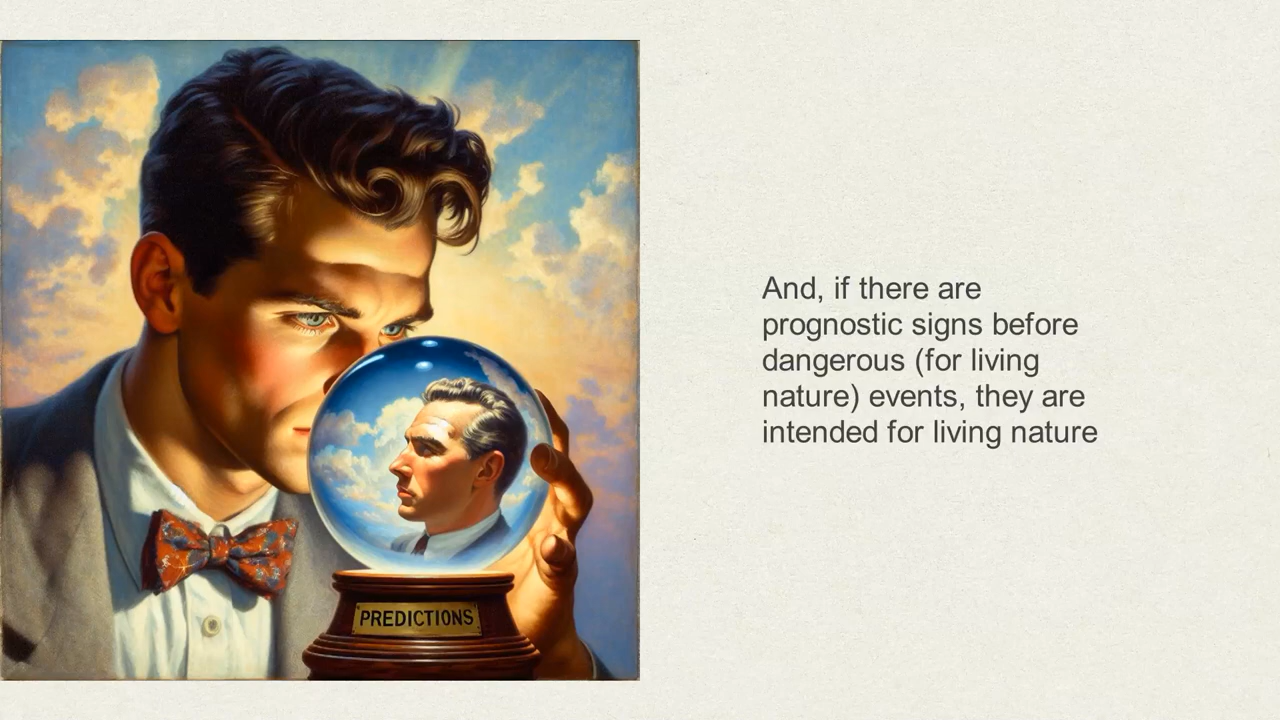 PREDICTIONS
And, if there are
prognostic signs before
dangerous (for living
nature) events, they are
intended for living nature